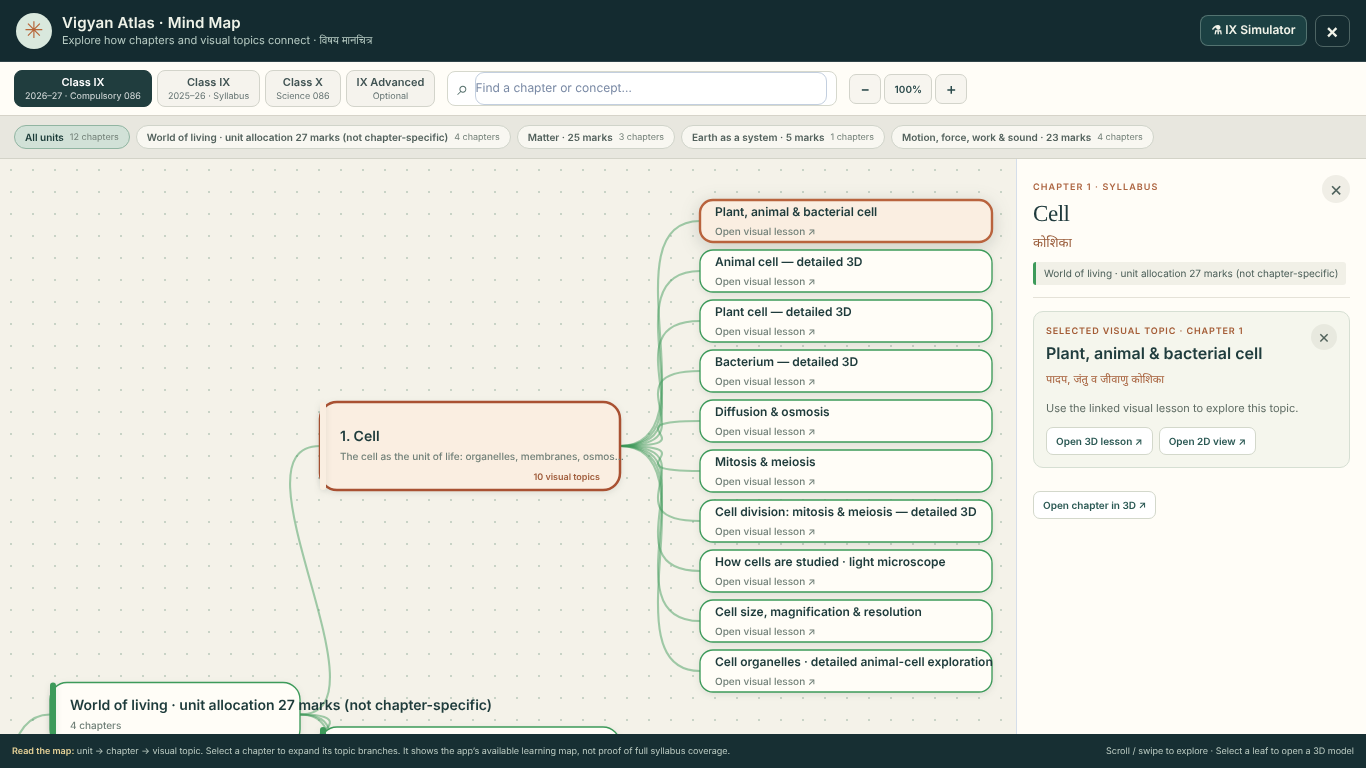 Vigyan Atlas · Mind Map
Explore how chapters and visual topics connect · विषय मानचित्र
⚗ IX Simulator
×
Class IX
2026–27 · Compulsory 086
Class IX
2025–26 · Syllabus
Class X
Science 086
IX Advanced
Optional
Find a chapter or concept...
−
100%
+
All units 12 chapters
World of living · unit allocation 27 marks (not chapter-specific) 4 chapters
Matter · 25 marks 3 chapters
Earth as a system · 5 marks 1 chapters
Motion, force, work & sound · 23 marks 4 chapters
Plant, animal & bacterial cell
Open visual lesson ↗
Animal cell — detailed 3D
Open visual lesson ↗
Plant cell — detailed 3D
Open visual lesson ↗
Bacterium — detailed 3D
Open visual lesson ↗
Diffusion & osmosis
Open visual lesson ↗
Mitosis & meiosis
Open visual lesson ↗
Cell division: mitosis & meiosis — detailed 3D
Open visual lesson ↗
How cells are studied · light microscope
Open visual lesson ↗
Cell size, magnification & resolution
Open visual lesson ↗
Cell organelles · detailed animal-cell exploration
Open visual lesson ↗
1. Cell
The cell as the unit of life: organelles, membranes, osmos...
10 visual topics
World of living · unit allocation 27 marks (not chapter-specific)
4 chapters
CHAPTER 1 · SYLLABUS
×
Cell
कोशिका
World of living · unit allocation 27 marks (not chapter-specific)
SELECTED VISUAL TOPIC · CHAPTER 1
×
Plant, animal & bacterial cell
पादप, जंतु व जीवाणु कोशिका
Use the linked visual lesson to explore this topic.
Open 3D lesson ↗
Open 2D view ↗
Open chapter in 3D ↗
Read the map: unit → chapter → visual topic. Select a chapter to expand its topic branches. It shows the app's available learning map, not proof of full syllabus coverage.
Scroll / swipe to explore · Select a leaf to open a 3D model